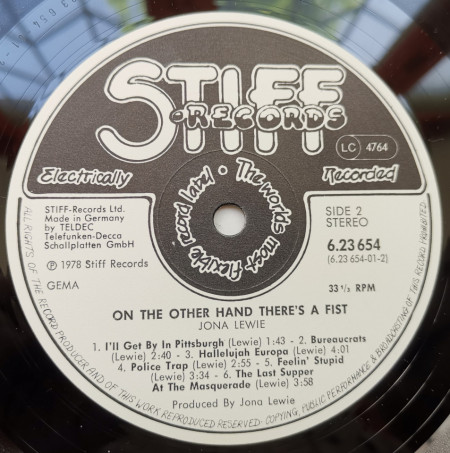 STIFF
RECORDS
LC 4764
Electrically
Recorded
The worlds most flexible record label •
STIFF-Records Ltd.
Made in Germany
by TELDEC
Telefunken-Decca
Schallplatten GmbH
℗ 1978 Stiff Records
GEMA
SIDE 2
STEREO
6.23 654
(6.23 654-01-2)
33 1/3 RPM
ON THE OTHER HAND THERE'S A FIST
JONA LEWIE
1. I'll Get By In Pittsburgh (Lewie) 1:43 - 2. Bureaucrats
(Lewie) 2:40 - 3. Hallelujah Europa (Lewie) 4:01
4. Police Trap (Lewie) 2:55 - 5. Feelin' Stupid
(Lewie) 3:34 - 6. The Last Supper
At The Masquerade (Lewie) 3:58
Produced By Jona Lewie
ALL RIGHTS OF THE RECORD PRODUCER AND OF THIS WORK REPRODUCED RESERVED · COPYING, PUBLIC PERFORMANCE & BROADCASTING OF THIS RECORD PROHIBITED